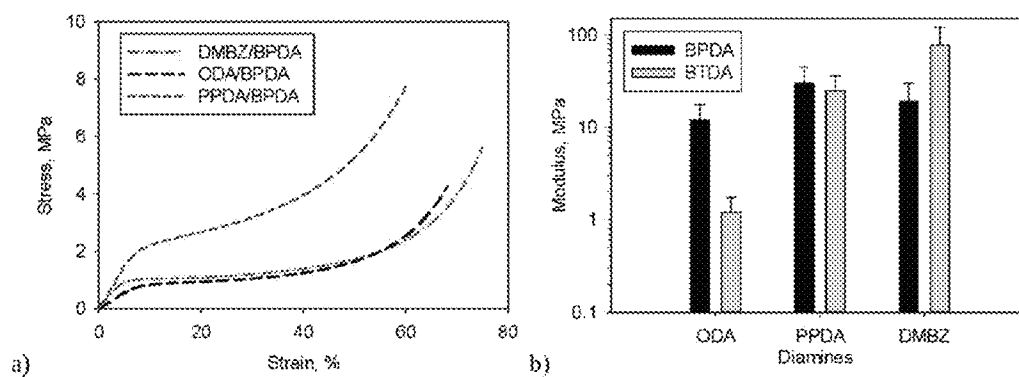 10
8
6
4
2
0
Stress, MPa
DMBZ/BPDA
ODA/BPDA
PPDA/BPDA
0 20 40 60 80
Strain, %
a)
100
10
1
0.1
Modulus, MPa
BPDA
BTDA
ODA PPDA DMBZ
Diamines
b)